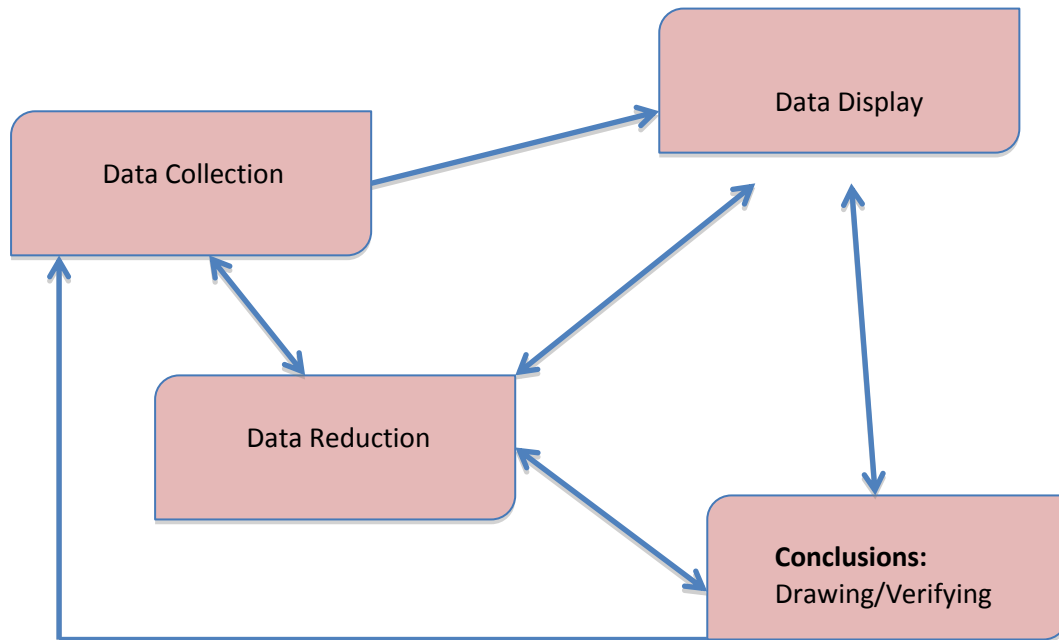 Data Display
Data Collection
Data Reduction
Conclusions:
Drawing/Verifying